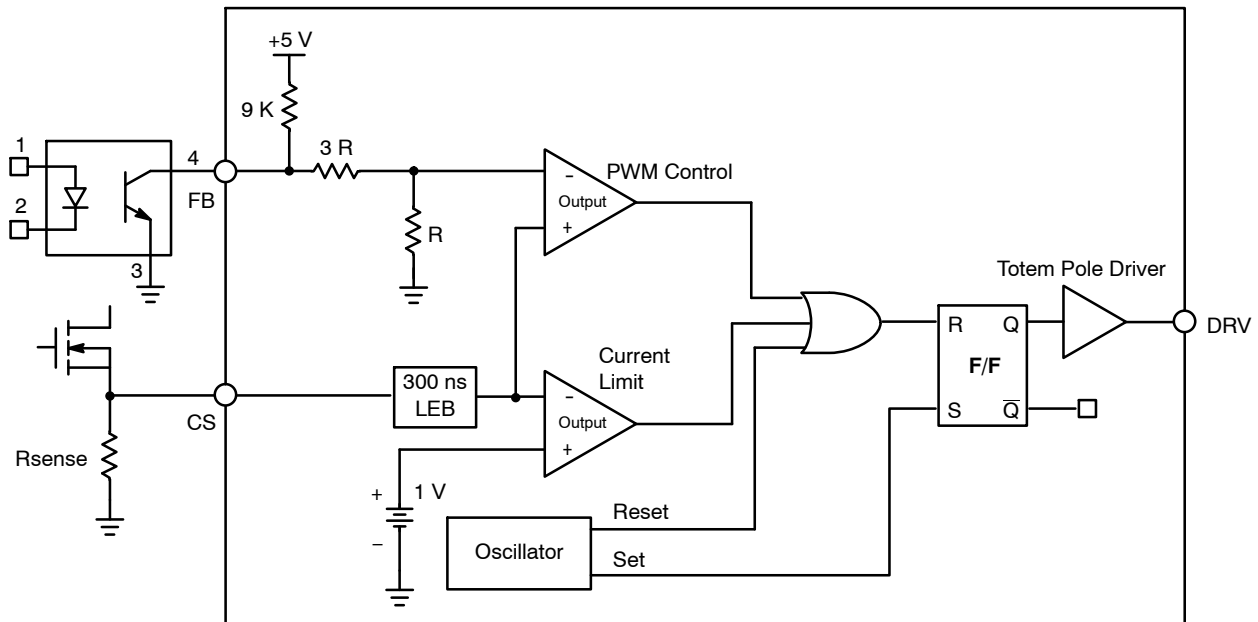 +5 V
9 K
1
4
3 R
PWM Control
–
Output
+
2
FB
R
3
Totem Pole Driver
R Q
DRV
F/F
S Q̅
Current
Limit
300 ns
LEB
–
Output
+
CS
Rsense
+
1 V
–
Reset
Oscillator
Set